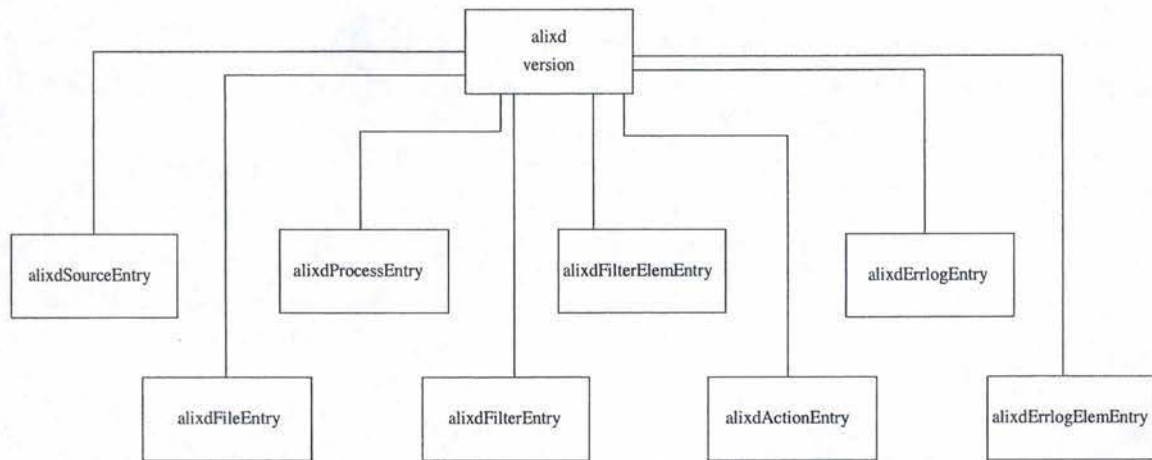 alixd
version
alixdSourceEntry
alixdProcessEntry
alixdFilterElemEntry
alixdErrlogEntry
alixdFileEntry
alixdFilterEntry
alixdActionEntry
alixdErrlogElemEntry